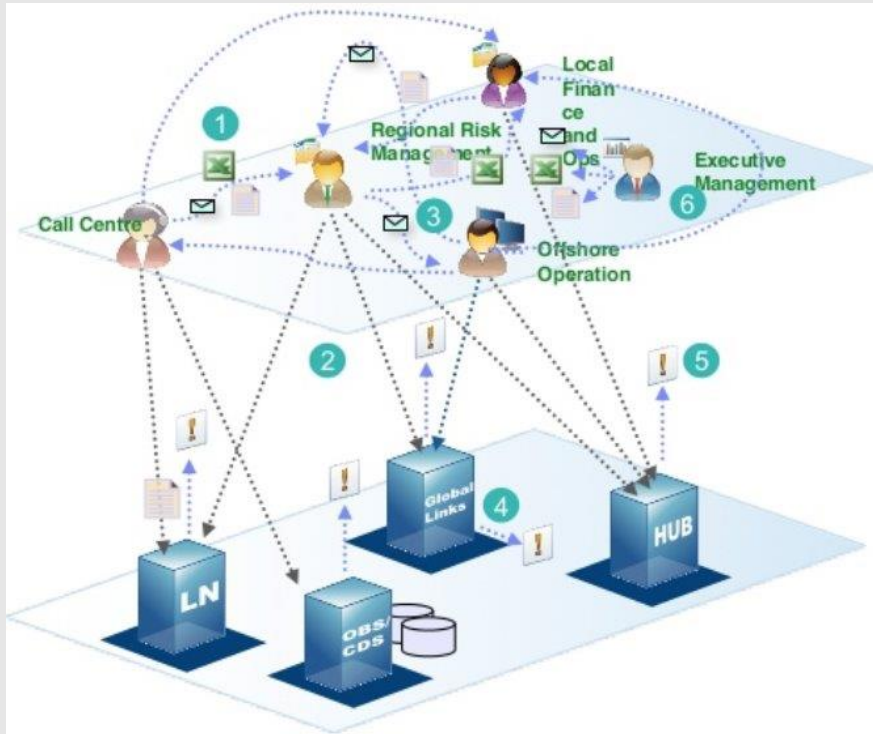 Local
Finan
ce
and
Ops
1
Regional Risk
Management
Executive
Management
Call Centre
3
6
Offshore
Operation
2
5
Global
Links
4
HUB
LN
OBS/
CDS